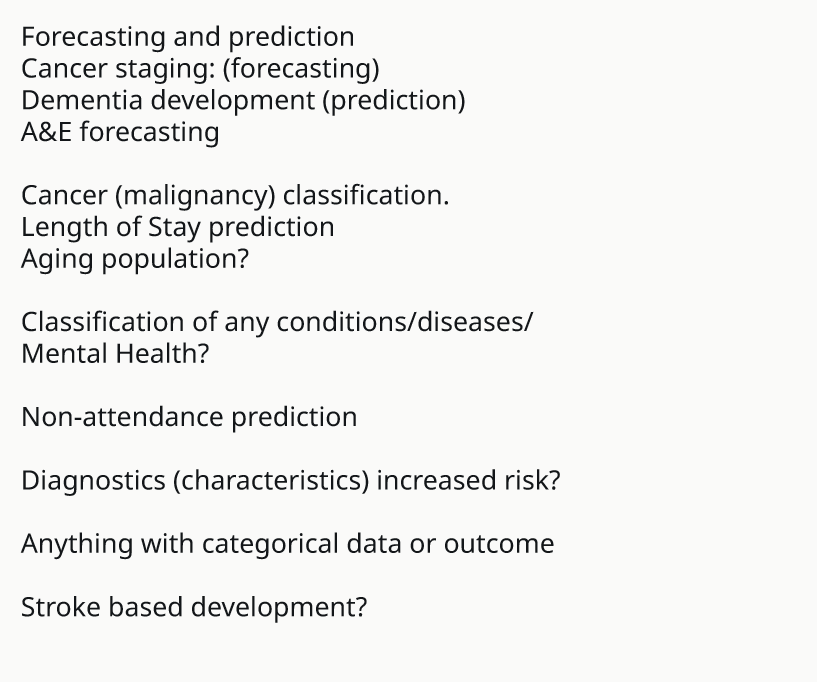 Forecasting and prediction
Cancer staging: (forecasting)
Dementia development (prediction)
A&E forecasting
Cancer (malignancy) classification.
Length of Stay prediction
Aging population?
Classification of any conditions/diseases/
Mental Health?
Non-attendance prediction
Diagnostics (characteristics) increased risk?
Anything with categorical data or outcome
Stroke based development?